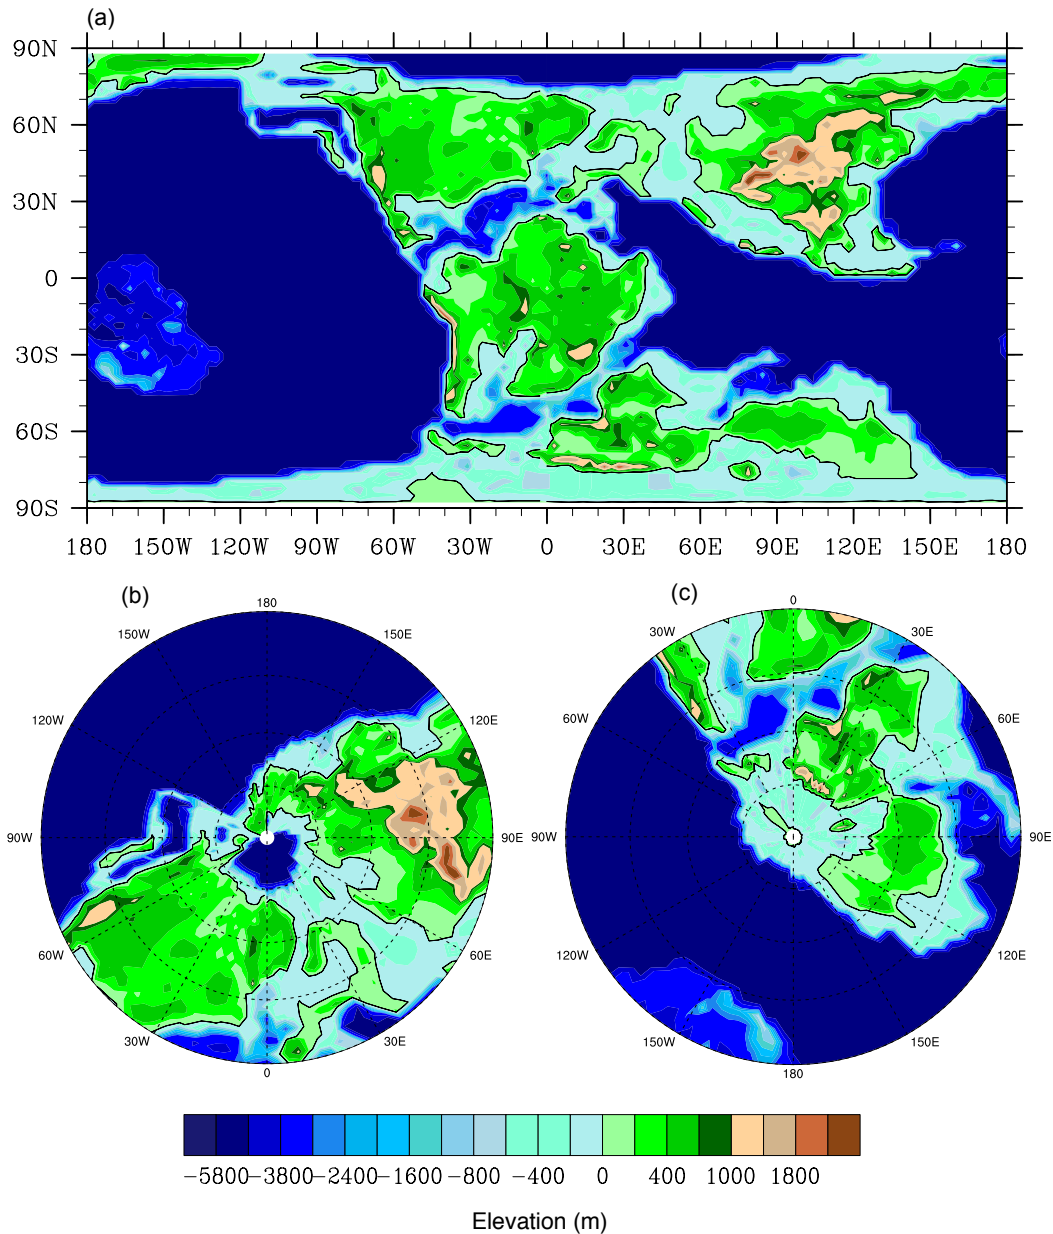 (a)
90N
60N
30N
0
30S
60S
90S
180 150W 120W 90W 60W 30W 0 30E 60E 90E 120E 150E 180
(b)
180
150W 150E
120W 120E
90W 90E
60W 60E
30W 30E
0
(c)
0
30W 30E
60W 60E
90W 90E
120W 120E
150W 150E
180
−5800 −3800 −2400 −1600 −800 −400 0 400 1000 1800
Elevation (m)